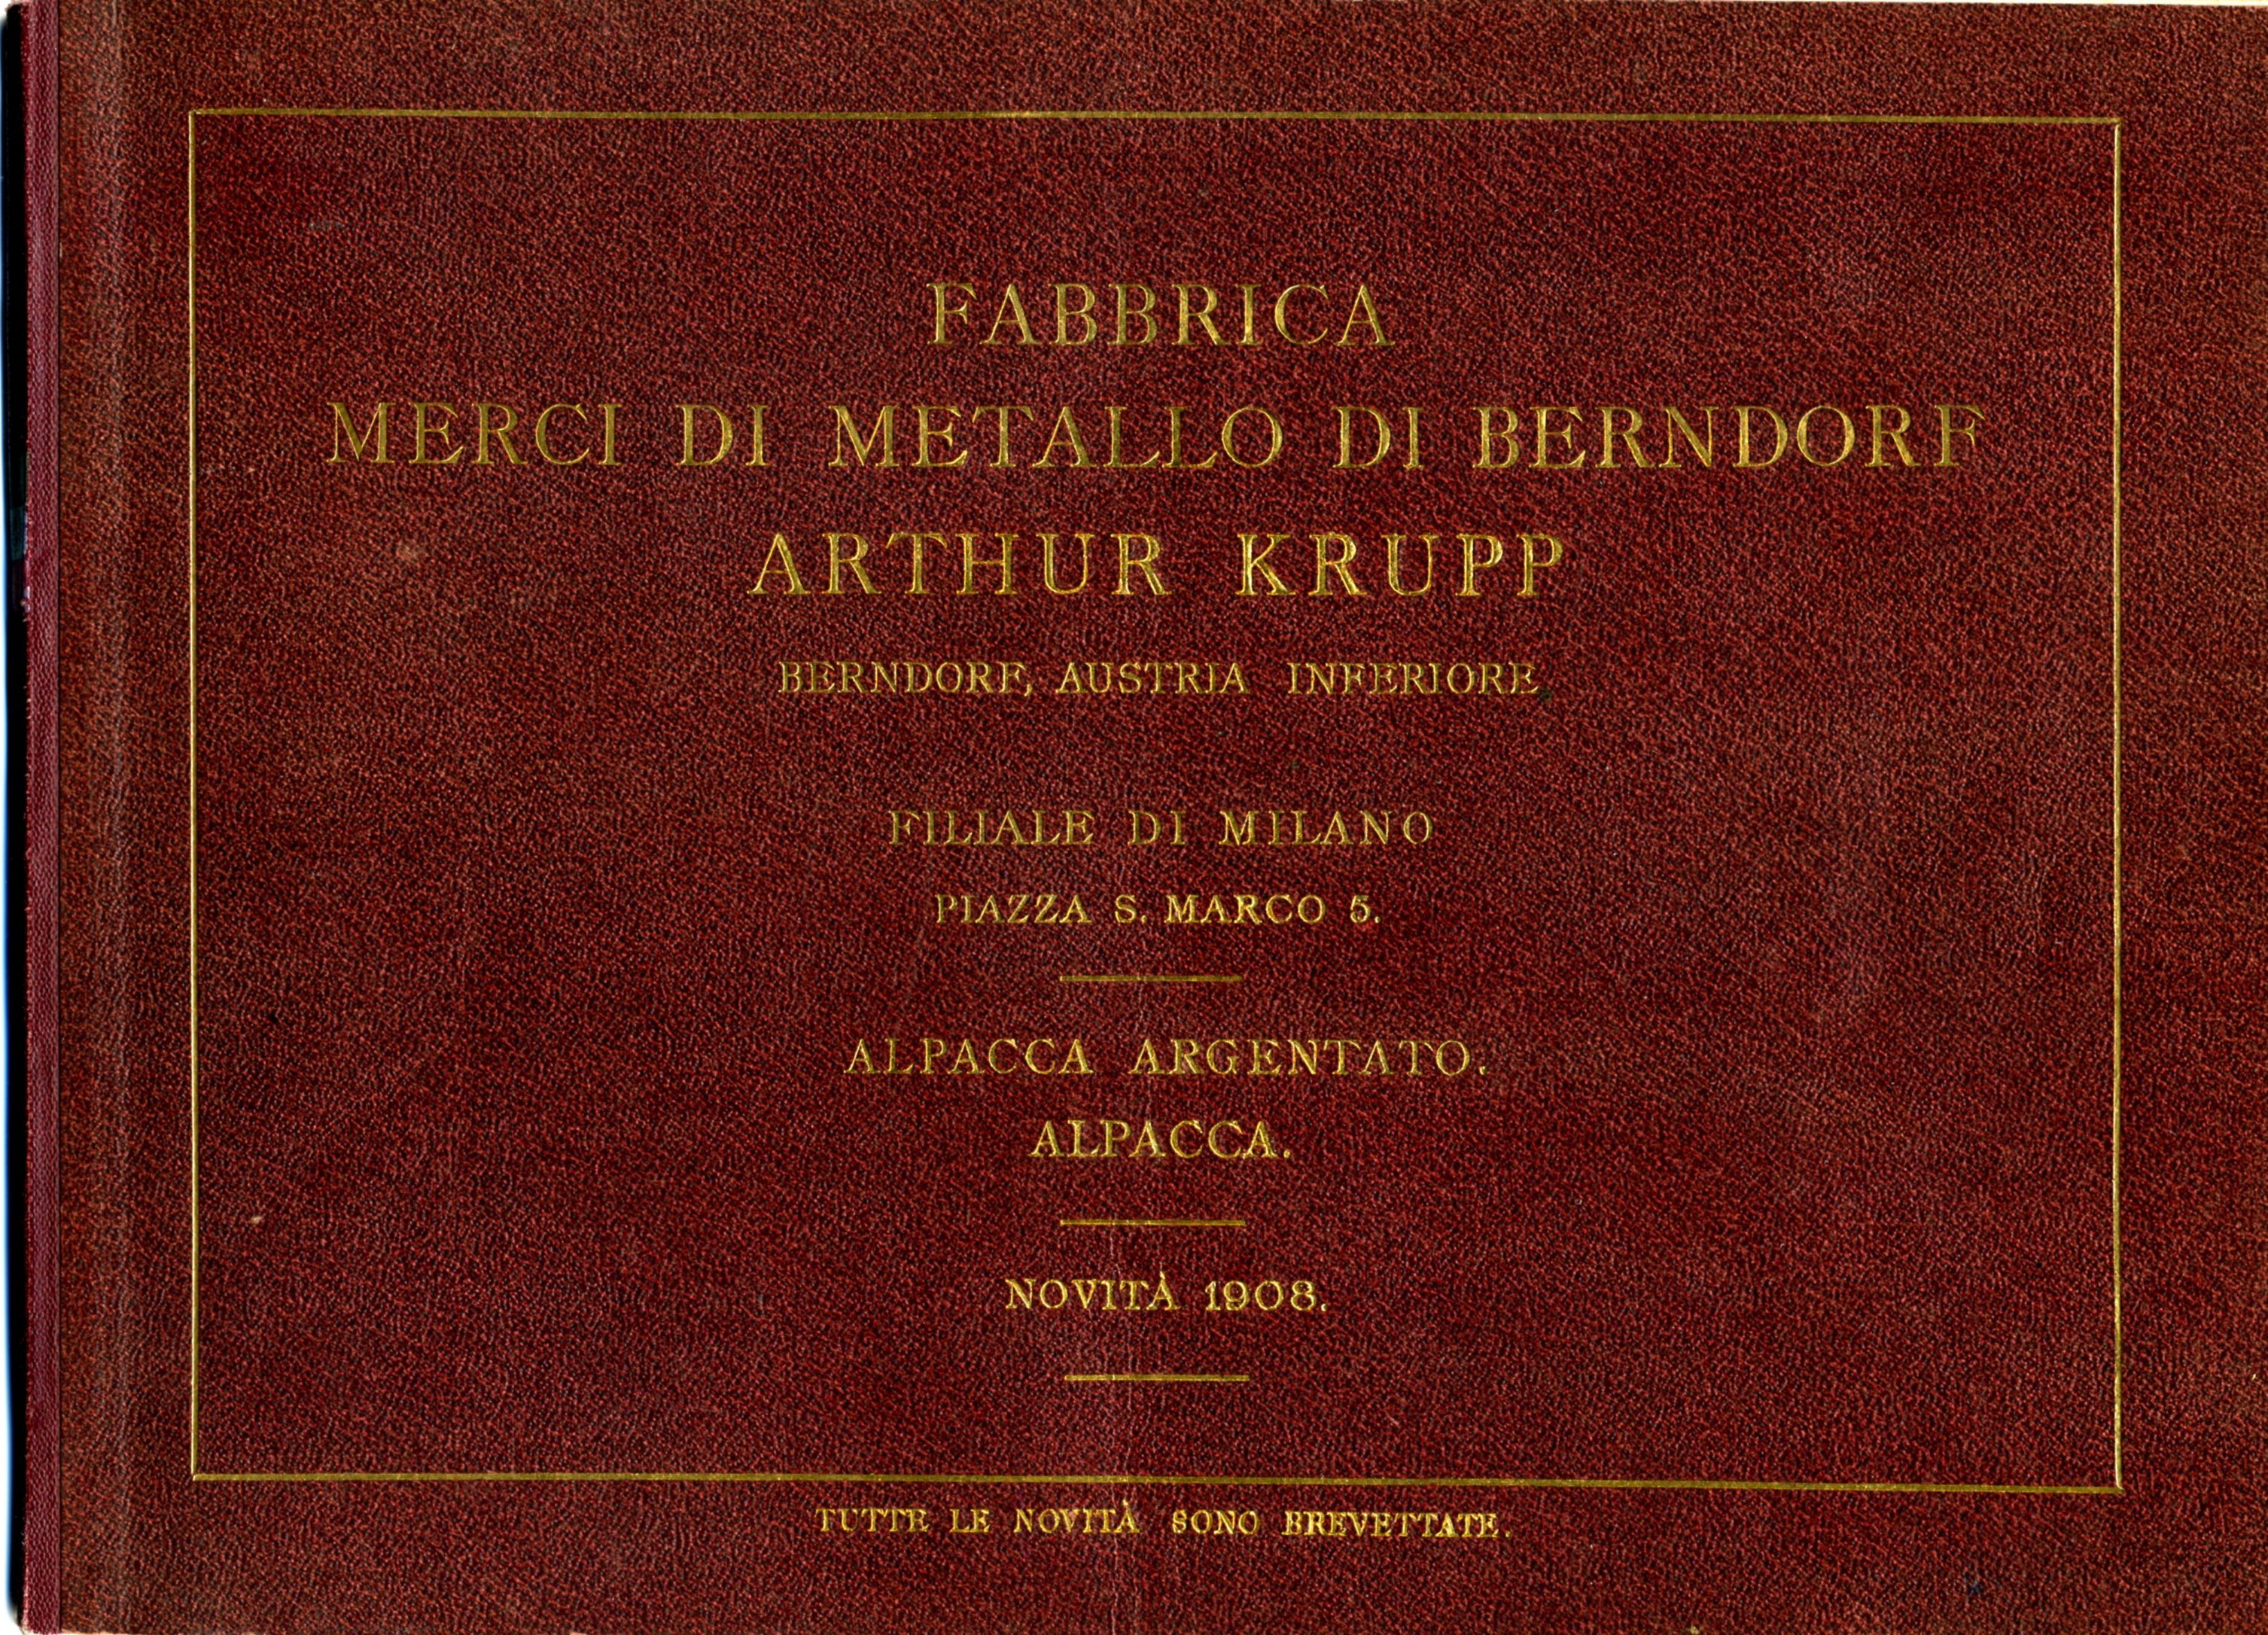 FABBRICA
MERCI DI METALLO DI BERNDORF
ARTHUR KRUPP
BERNDORF, AUSTRIA INFERIORE
FILIALE DI MILANO
PIAZZA S. MARCO 5.
ALPACCA ARGENTATO.
ALPACCA.
NOVITÀ 1908.
TUTTE LE NOVITÀ SONO BREVETTATE.